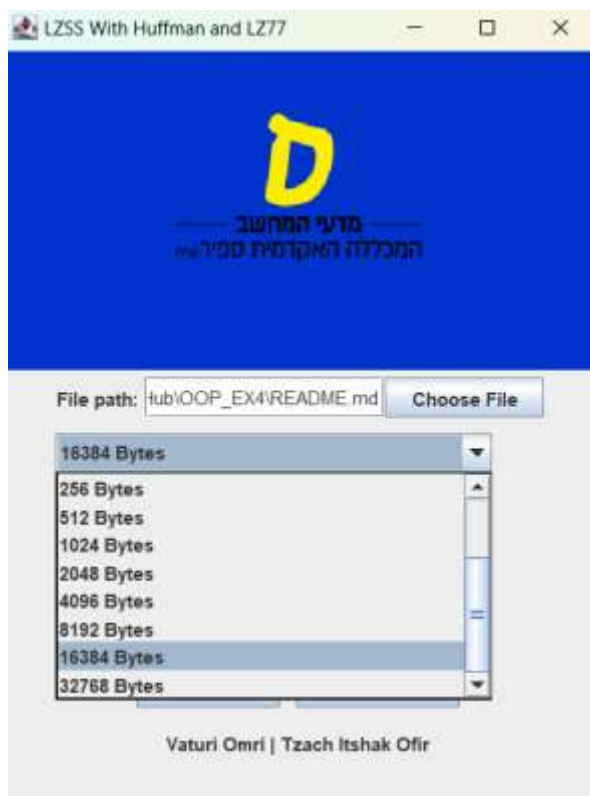 LZSS With Huffman and LZ77
ס
מדעי המחשב
המכללה האקדמית ספיר
File path: Hub\OOP_EX4\README.md Choose File
16384 Bytes
256 Bytes
512 Bytes
1024 Bytes
2048 Bytes
4096 Bytes
8192 Bytes
16384 Bytes
32768 Bytes
Vaturi Omri | Tzach Itshak Ofir